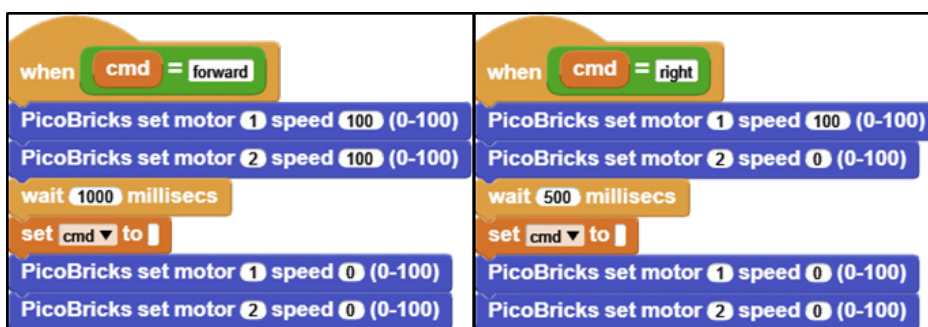 when cmd = forward
PicoBricks set motor 1 speed 100 (0-100)
PicoBricks set motor 2 speed 100 (0-100)
wait 1000 millisecs
set cmd to
PicoBricks set motor 1 speed 0 (0-100)
PicoBricks set motor 2 speed 0 (0-100)
when cmd = right
PicoBricks set motor 1 speed 100 (0-100)
PicoBricks set motor 2 speed 0 (0-100)
wait 500 millisecs
set cmd to
PicoBricks set motor 1 speed 0 (0-100)
PicoBricks set motor 2 speed 0 (0-100)